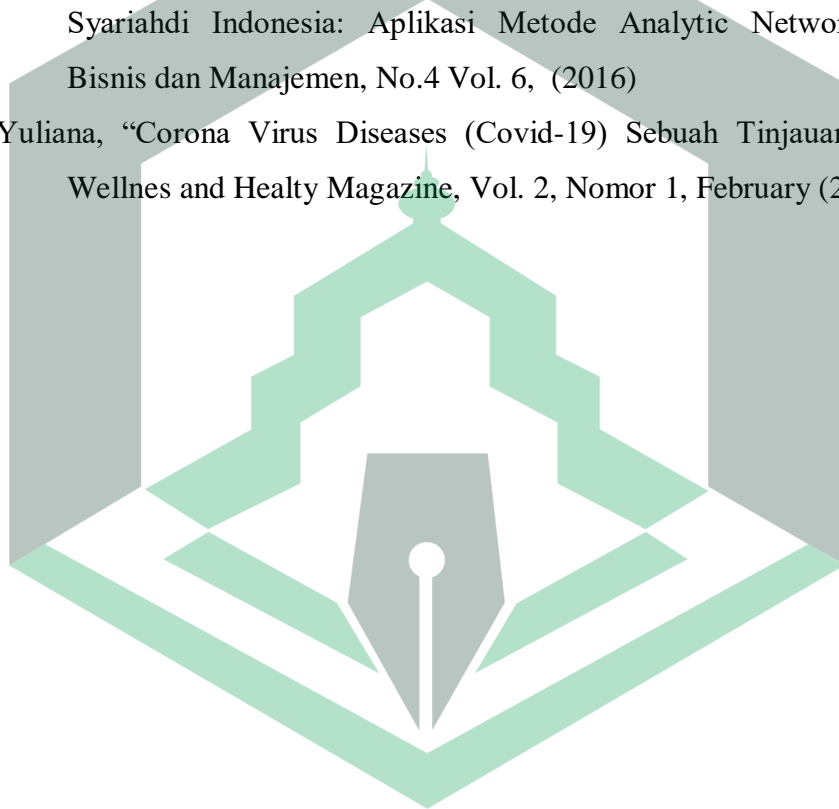 Syariahdi Indonesia: Aplikasi Metode Analytic Networ
Bisnis dan Manajemen, No.4 Vol. 6, (2016)
Yuliana, “Corona Virus Diseases (Covid-19) Sebuah Tinjauan
Wellnes and Healty Magazine, Vol. 2, Nomor 1, February (2